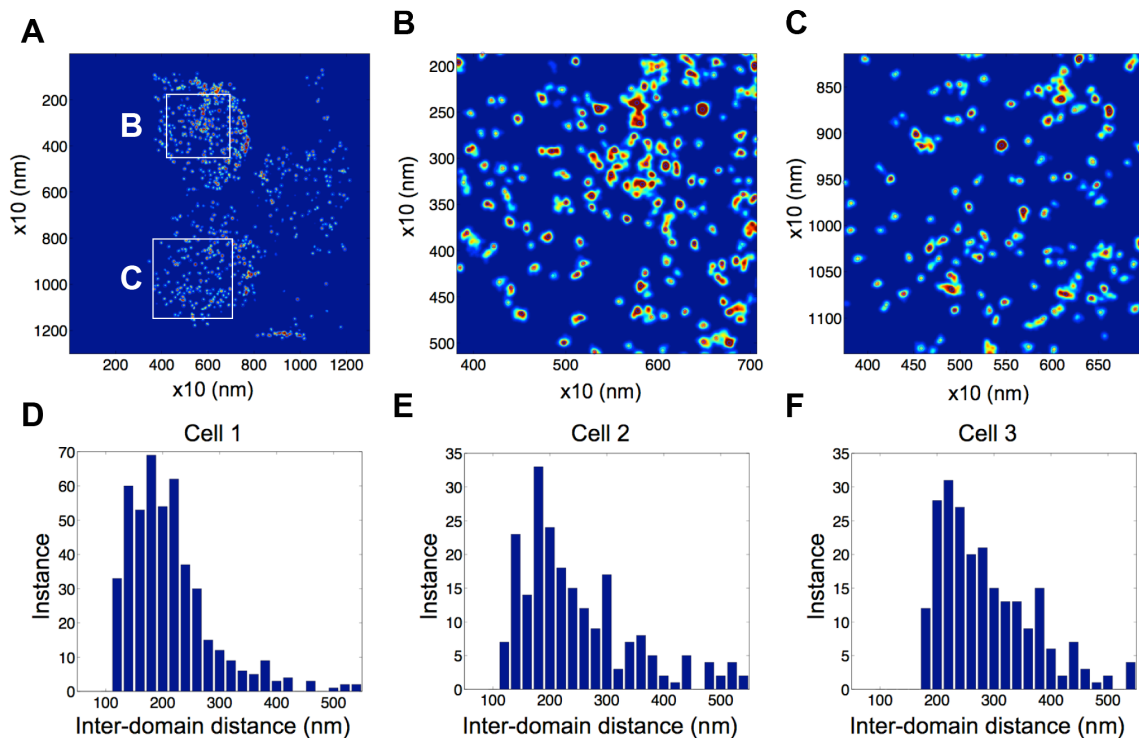 A
B
C
200
400
600
800
1000
1200
x10 (nm)
B
C
200 400 600 800 1000 1200
x10 (nm)
200
250
300
350
400
450
500
x10 (nm)
400 500 600 700
x10 (nm)
850
900
950
1000
1050
1100
x10 (nm)
400 450 500 550 600 650
x10 (nm)
D
E
F
Cell 1
70
60
50
40
30
20
10
0
Instance
100 200 300 400 500
Inter-domain distance (nm)
Cell 2
35
30
25
20
15
10
5
0
Instance
100 200 300 400 500
Inter-domain distance (nm)
Cell 3
35
30
25
20
15
10
5
0
Instance
100 200 300 400 500
Inter-domain distance (nm)